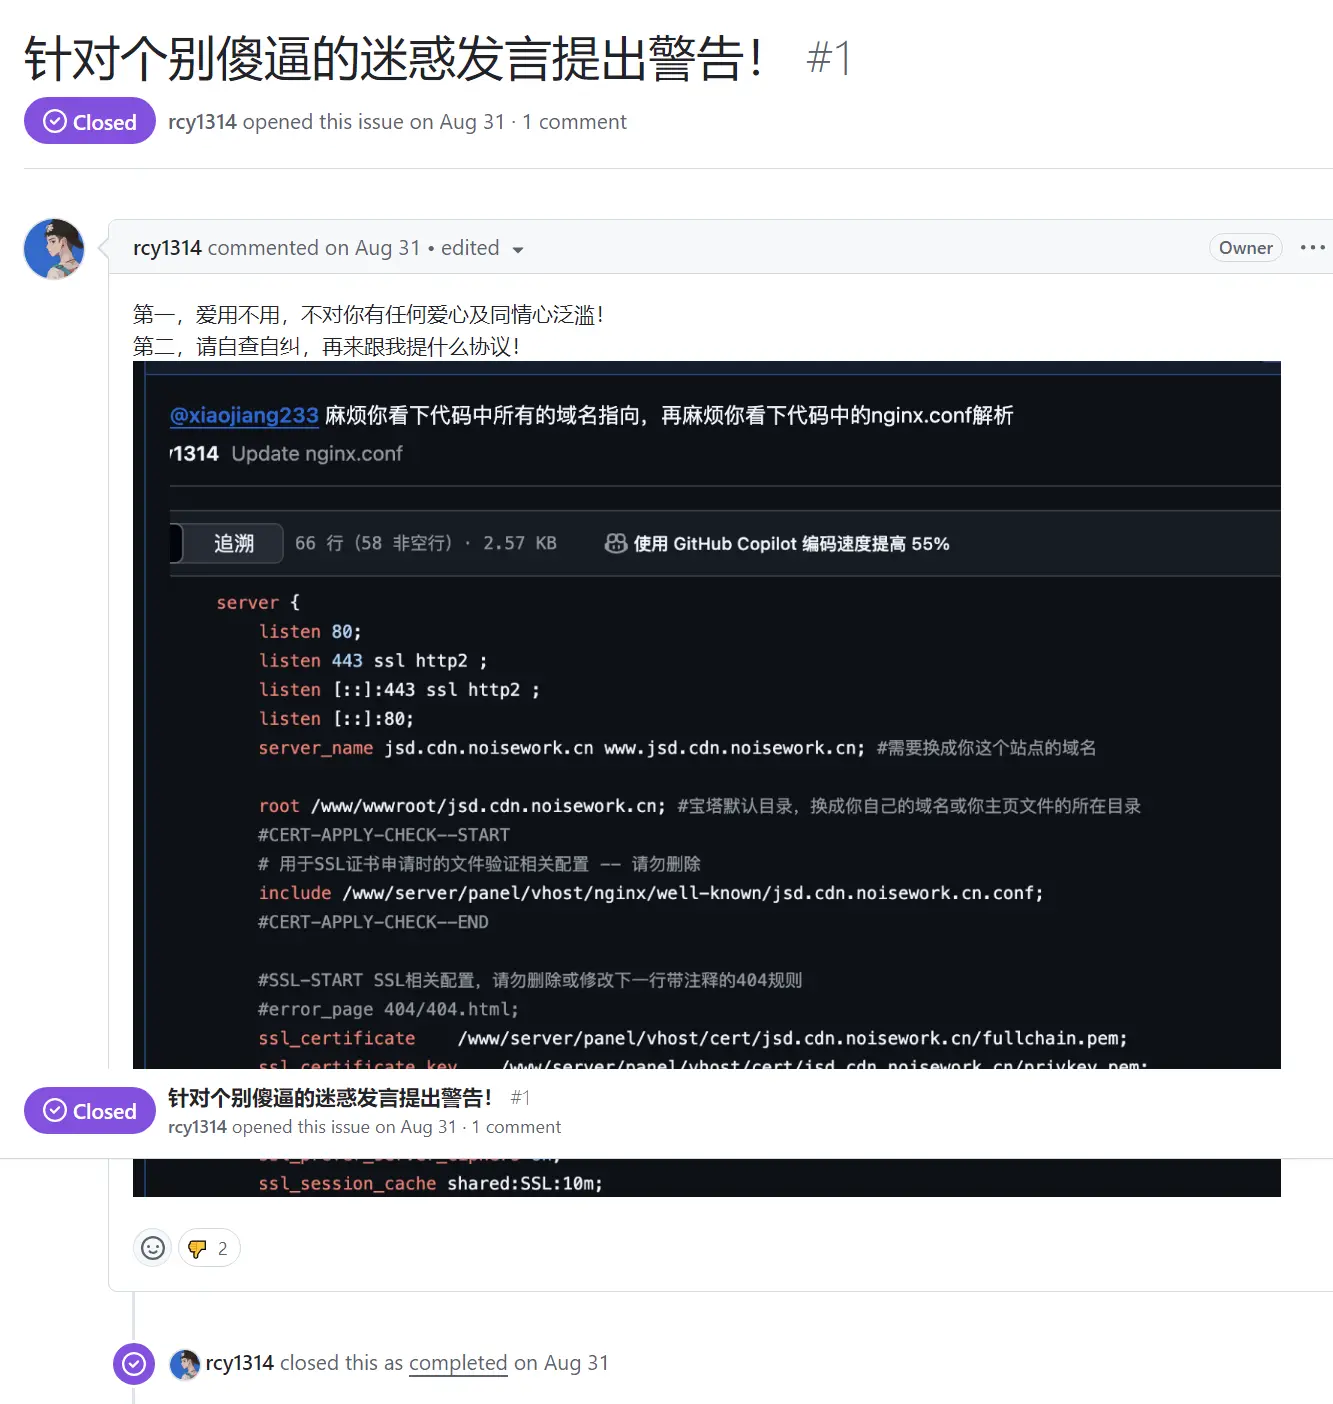 针对个别傻逼的迷惑发言提出警告！ #1
Closed rcy1314 opened this issue on Aug 31 · 1 comment
rcy1314 commented on Aug 31 • edited Owner
第一，爱用不用，不对你有任何爱心及同情心泛滥！
第二，请自查自纠，再来跟我提什么协议！
@xiaojiang233 麻烦你看下代码中所有的域名指向，再麻烦你看下代码中的nginx.conf解析
y1314 Update nginx.conf
追溯 66 行 (58 非空行) · 2.57 KB 使用 GitHub Copilot 编码速度提高 55%
server {
listen 80;
listen 443 ssl http2 ;
listen [::]:443 ssl http2 ;
listen [::]:80;
server_name jsd.cdn.noisework.cn www.jsd.cdn.noisework.cn; #需要换成你这个站点的域名
root /www/wwwroot/jsd.cdn.noisework.cn; #宝塔默认目录，换成你自己的域名或你主页文件的所在目录
#CERT-APPLY-CHECK--START
# 用于SSL证书申请时的文件验证相关配置 -- 请勿删除
include /www/server/panel/vhost/nginx/well-known/jsd.cdn.noisework.cn.conf;
#CERT-APPLY-CHECK--END
#SSL-START SSL相关配置，请勿删除或修改下一行带注释的404规则
#error_page 404/404.html;
ssl_certificate /www/server/panel/vhost/cert/jsd.cdn.noisework.cn/fullchain.pem;
ssl_certificate_key /www/server/panel/vhost/cert/jsd.cdn.noisework.cn/privkey.pem;
Closed 针对个别傻逼的迷惑发言提出警告！ #1
rcy1314 opened this issue on Aug 31 · 1 comment
ssl_session_cache shared:SSL:10m;
2
rcy1314 closed this as completed on Aug 31